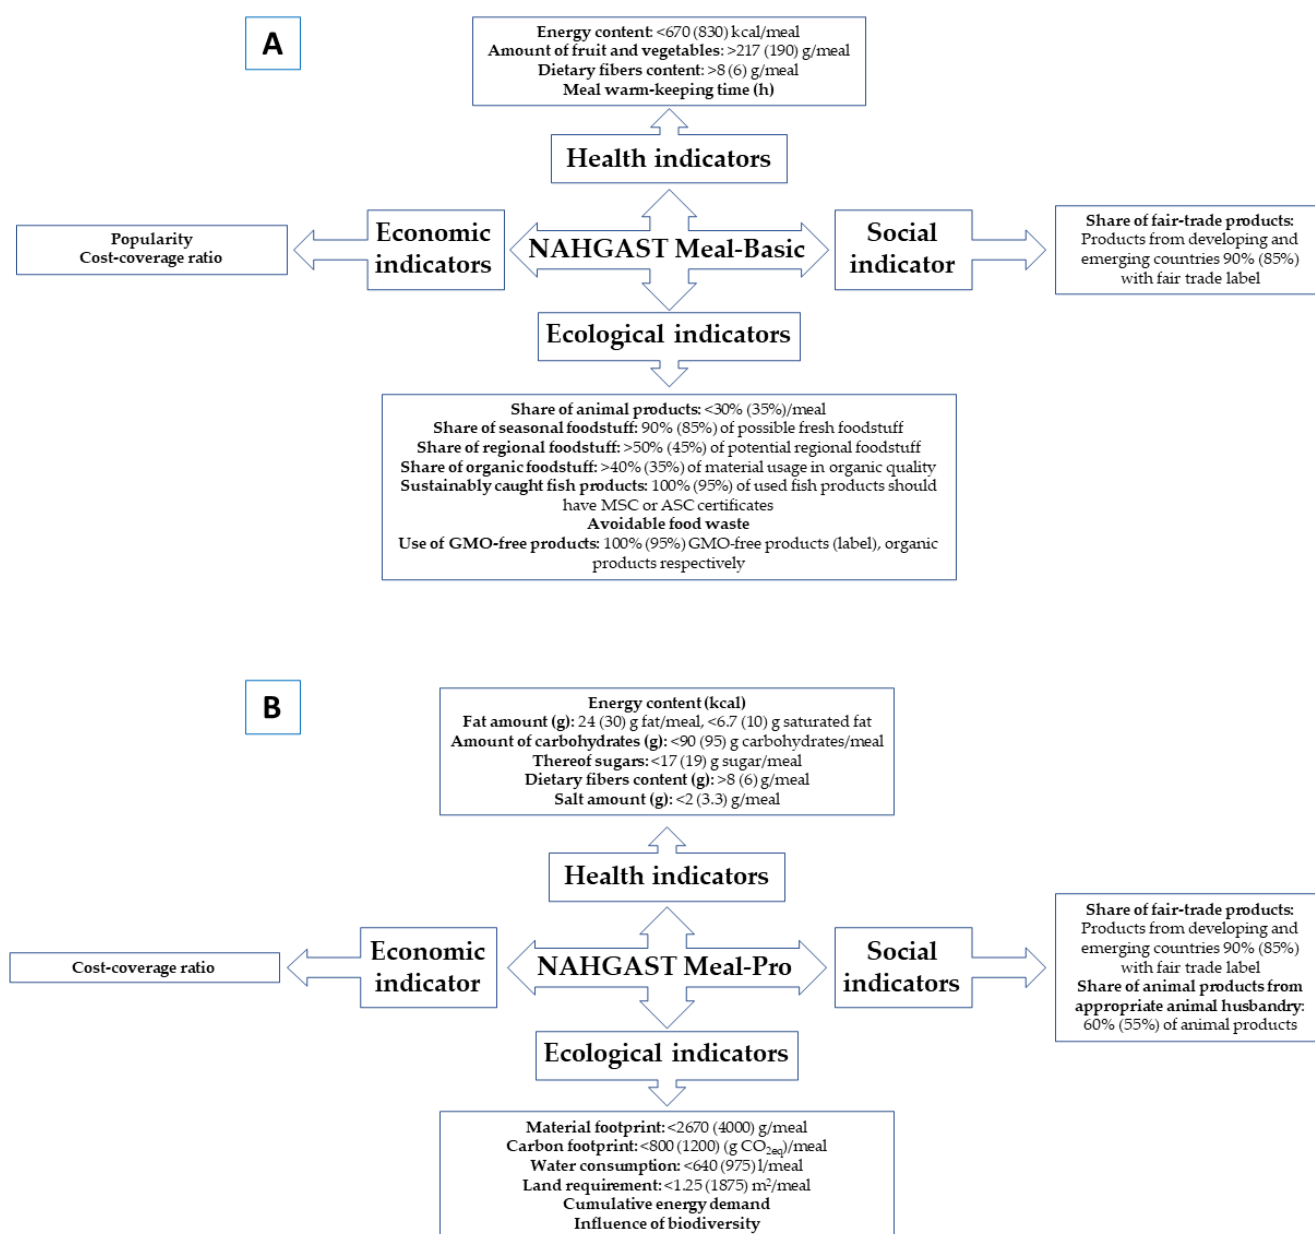 A
Energy content: <670 (830) kcal/meal
Amount of fruit and vegetables: >217 (190) g/meal
Dietary fibers content: >8 (6) g/meal
Meal warm-keeping time (h)
Health indicators
Popularity
Cost-coverage ratio
Economic
indicators
NAHGAST Meal-Basic
Social
indicator
Share of fair-trade products:
Products from developing and
emerging countries 90% (85%)
with fair trade label
Ecological indicators
Share of animal products: <30% (35%)/meal
Share of seasonal foodstuff: 90% (85%) of possible fresh foodstuff
Share of regional foodstuff: >50% (45%) of potential regional foodstuff
Share of organic foodstuff: >40% (35%) of material usage in organic quality
Sustainably caught fish products: 100% (95%) of used fish products should
have MSC or ASC certificates
Avoidable food waste
Use of GMO-free products: 100% (95%) GMO-free products (label), organic
products respectively
B
Energy content (kcal)
Fat amount (g): 24 (30) g fat/meal, <6.7 (10) g saturated fat
Amount of carbohydrates (g): <90 (95) g carbohydrates/meal
Thereof sugars: <17 (19) g sugar/meal
Dietary fibers content (g): >8 (6) g/meal
Salt amount (g): <2 (3.3) g/meal
Health indicators
Cost-coverage ratio
Economic
indicator
NAHGAST Meal-Pro
Social
indicators
Share of fair-trade products:
Products from developing and
emerging countries 90% (85%)
with fair trade label
Share of animal products from
appropriate animal husbandry:
60% (55%) of animal products
Ecological indicators
Material footprint: <2670 (4000) g/meal
Carbon footprint: <800 (1200) (g CO₂eq)/meal
Water consumption: <640 (975) l/meal
Land requirement: <1.25 (1875) m²/meal
Cumulative energy demand
Influence of biodiversity